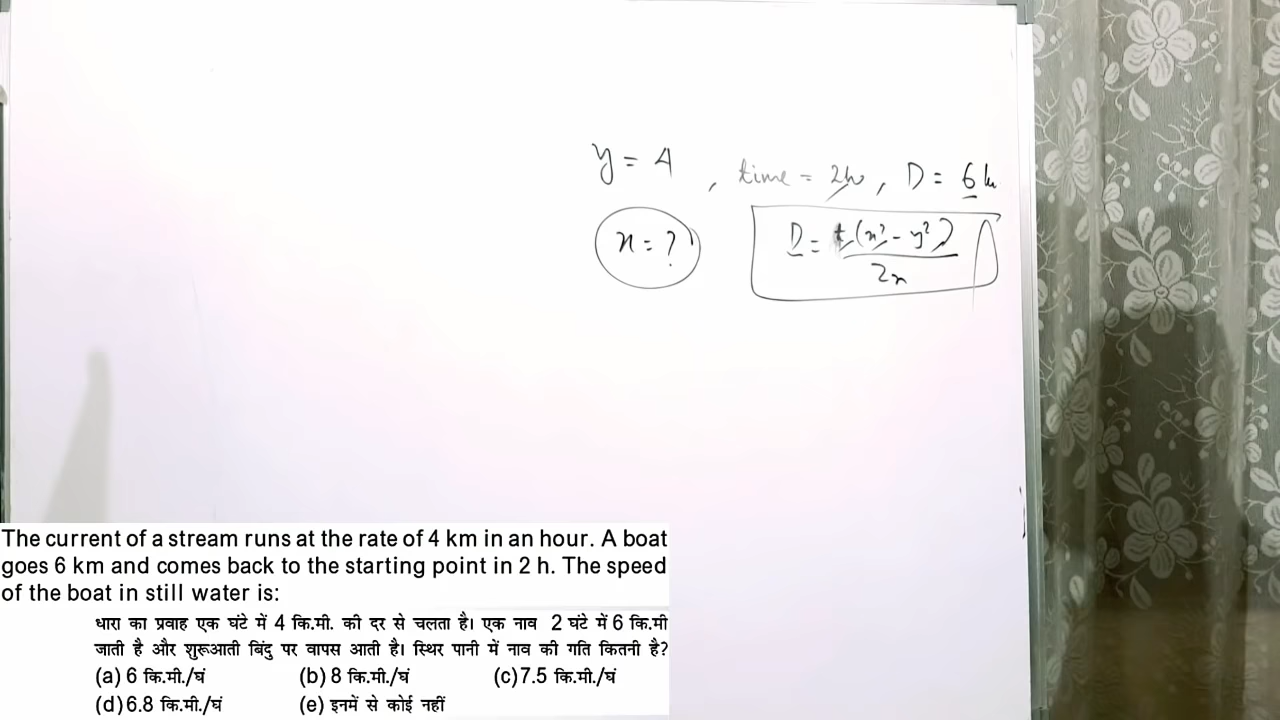 y = 4 , time = 2h , D = 6 km
x = ?
D = t(x² - y²)
2x
The current of a stream runs at the rate of 4 km in an hour. A boat
goes 6 km and comes back to the starting point in 2 h. The speed
of the boat in still water is:
धारा का प्रवाह एक घंटे में 4 कि.मी. की दर से चलता है। एक नाव 2 घंटे में 6 कि.मी
जाती है और शुरूआती बिंदु पर वापस आती है। स्थिर पानी में नाव की गति कितनी है?
(a) 6 कि.मी./घं (b) 8 कि.मी./घं (c) 7.5 कि.मी./घं
(d) 6.8 कि.मी./घं (e) इनमें से कोई नहीं